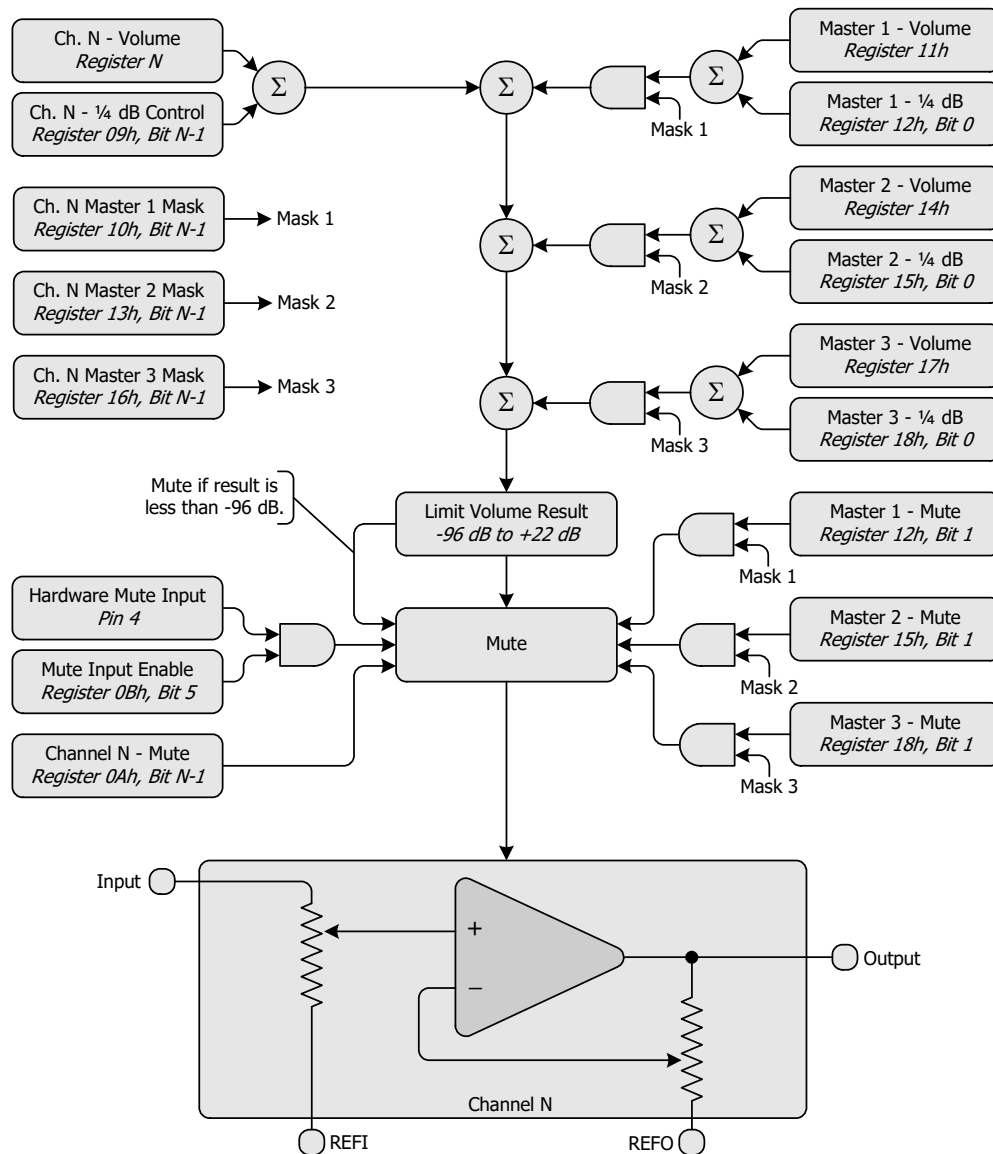 Ch. N - Volume
Register N
Ch. N - ¼ dB Control
Register 09h, Bit N-1
Σ
Σ
Mask 1
Σ
Master 1 - Volume
Register 11h
Master 1 - ¼ dB
Register 12h, Bit 0
Ch. N Master 1 Mask
Register 10h, Bit N-1
Mask 1
Ch. N Master 2 Mask
Register 13h, Bit N-1
Mask 2
Ch. N Master 3 Mask
Register 16h, Bit N-1
Mask 3
Σ
Mask 2
Σ
Master 2 - Volume
Register 14h
Master 2 - ¼ dB
Register 15h, Bit 0
Σ
Mask 3
Σ
Master 3 - Volume
Register 17h
Master 3 - ¼ dB
Register 18h, Bit 0
Mute if result is
less than -96 dB.
Limit Volume Result
-96 dB to +22 dB
Master 1 - Mute
Register 12h, Bit 1
Mask 1
Hardware Mute Input
Pin 4
Mute Input Enable
Register 0Bh, Bit 5
Mute
Master 2 - Mute
Register 15h, Bit 1
Mask 2
Channel N - Mute
Register 0Ah, Bit N-1
Master 3 - Mute
Register 18h, Bit 1
Mask 3
Input
+
−
Output
Channel N
REFI
REFO